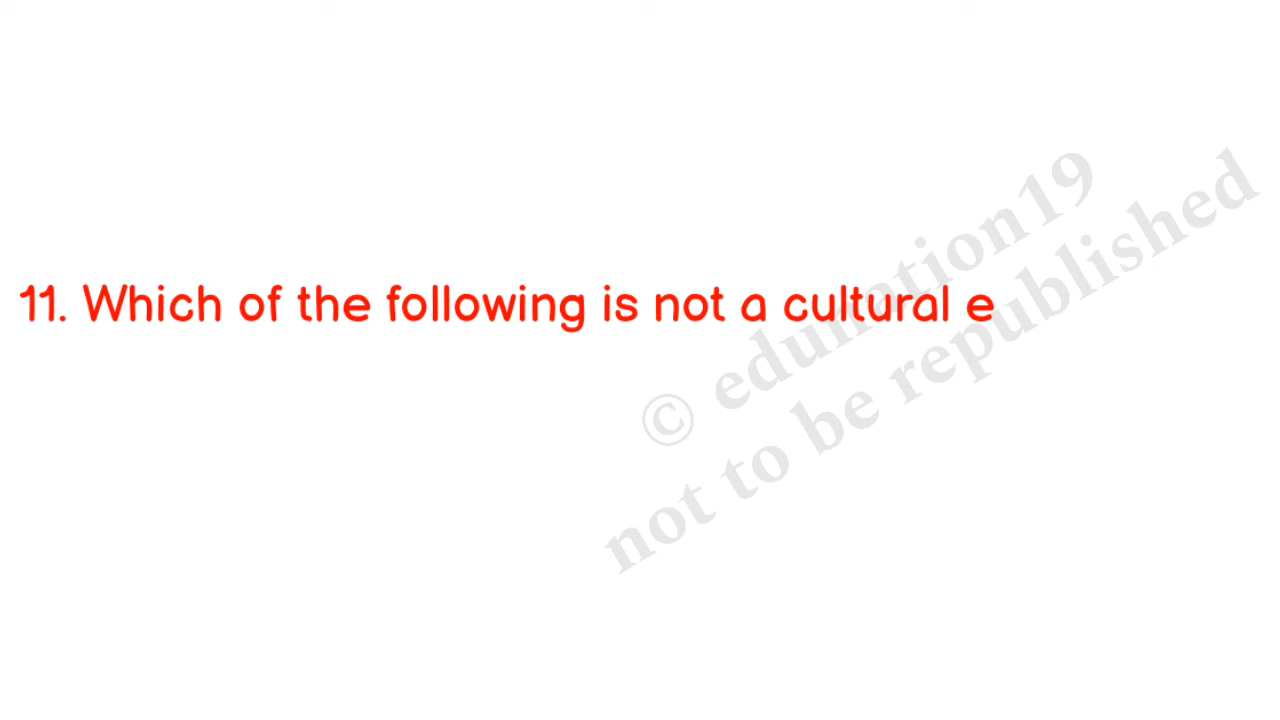 11. Which of the following is not a cultural e
© edunation19
not to be republished